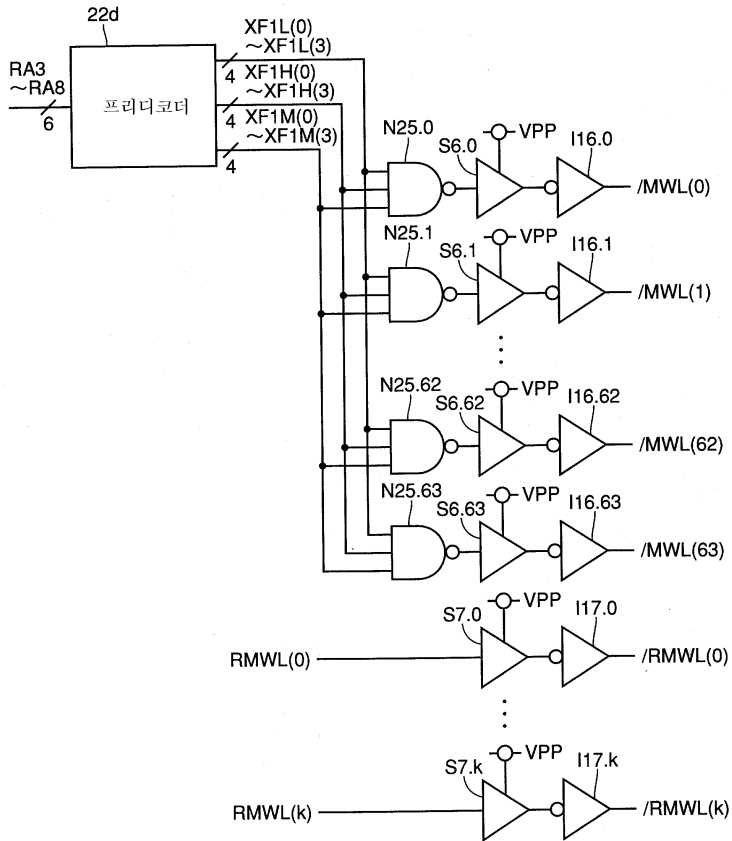 22d
XF1L(0)
~XF1L(3)
RA3
~RA8
6
프리디코더
4
XF1H(0)
~XF1H(3)
4
XF1M(0)
~XF1M(3)
4
N25.0
S6.0
VPP
I16.0
/MWL(0)
N25.1
S6.1
VPP
I16.1
/MWL(1)
N25.62
S6.62
VPP
I16.62
/MWL(62)
N25.63
S6.63
VPP
I16.63
/MWL(63)
S7.0
VPP
I17.0
RMWL(0)
/RMWL(0)
S7.k
VPP
I17.k
RMWL(k)
/RMWL(k)